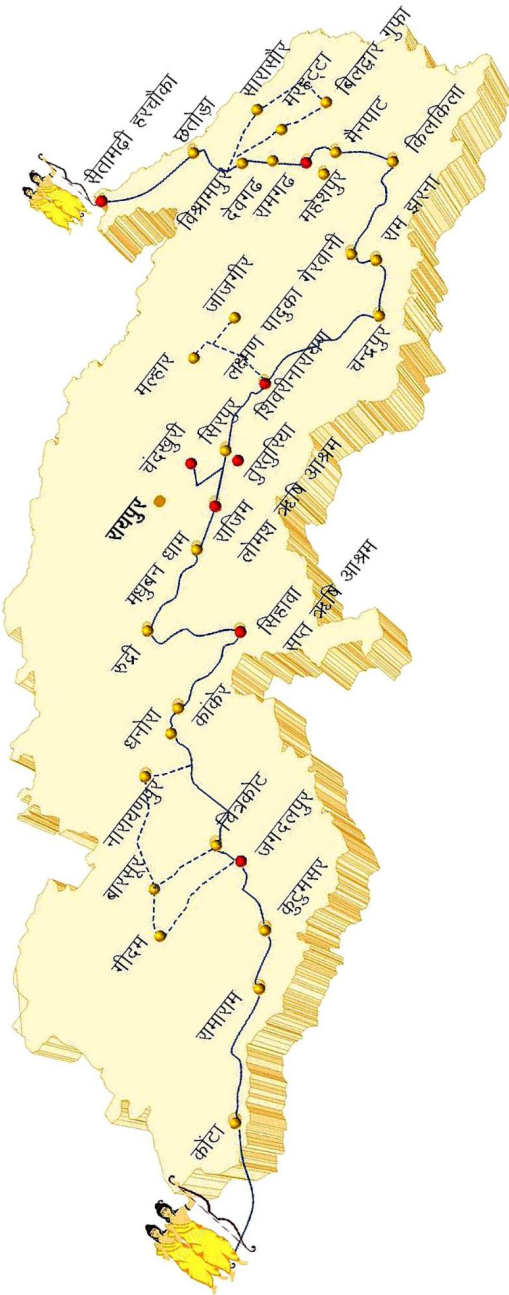 सीतामढ़ी हरचौका
छतोड़ा
सारासौर
मरहट्टा
बिलद्वार गुफा
विश्रामपुर
देवगढ
रामगढ
महेशपुर
मैनपाट
किलकिला
राम झरना
लक्ष्मण पादुका गेरवानी
चन्द्रपुर
जांजगीर
मल्हार
शिवरीनारायण
सिरपुर
तुरतुरिया
चंदखुरी
रायपुर
राजिम
लोमश ऋषि आश्रम
मधुबन धाम
रुद्री
सिहावा
सप्त ऋषि आश्रम
कांकेर
धनोरा
नारायणपुर
चित्रकोट
बारसूर
जगदलपुर
गीदम
कुटुमसर
रामाराम
कोंटा